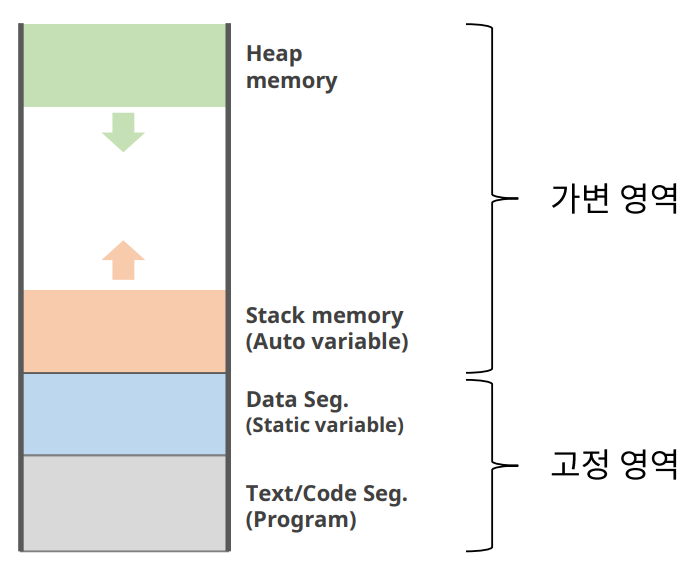 Heap
memory
가변 영역
Stack memory
(Auto variable)
Data Seg.
(Static variable)
고정 영역
Text/Code Seg.
(Program)